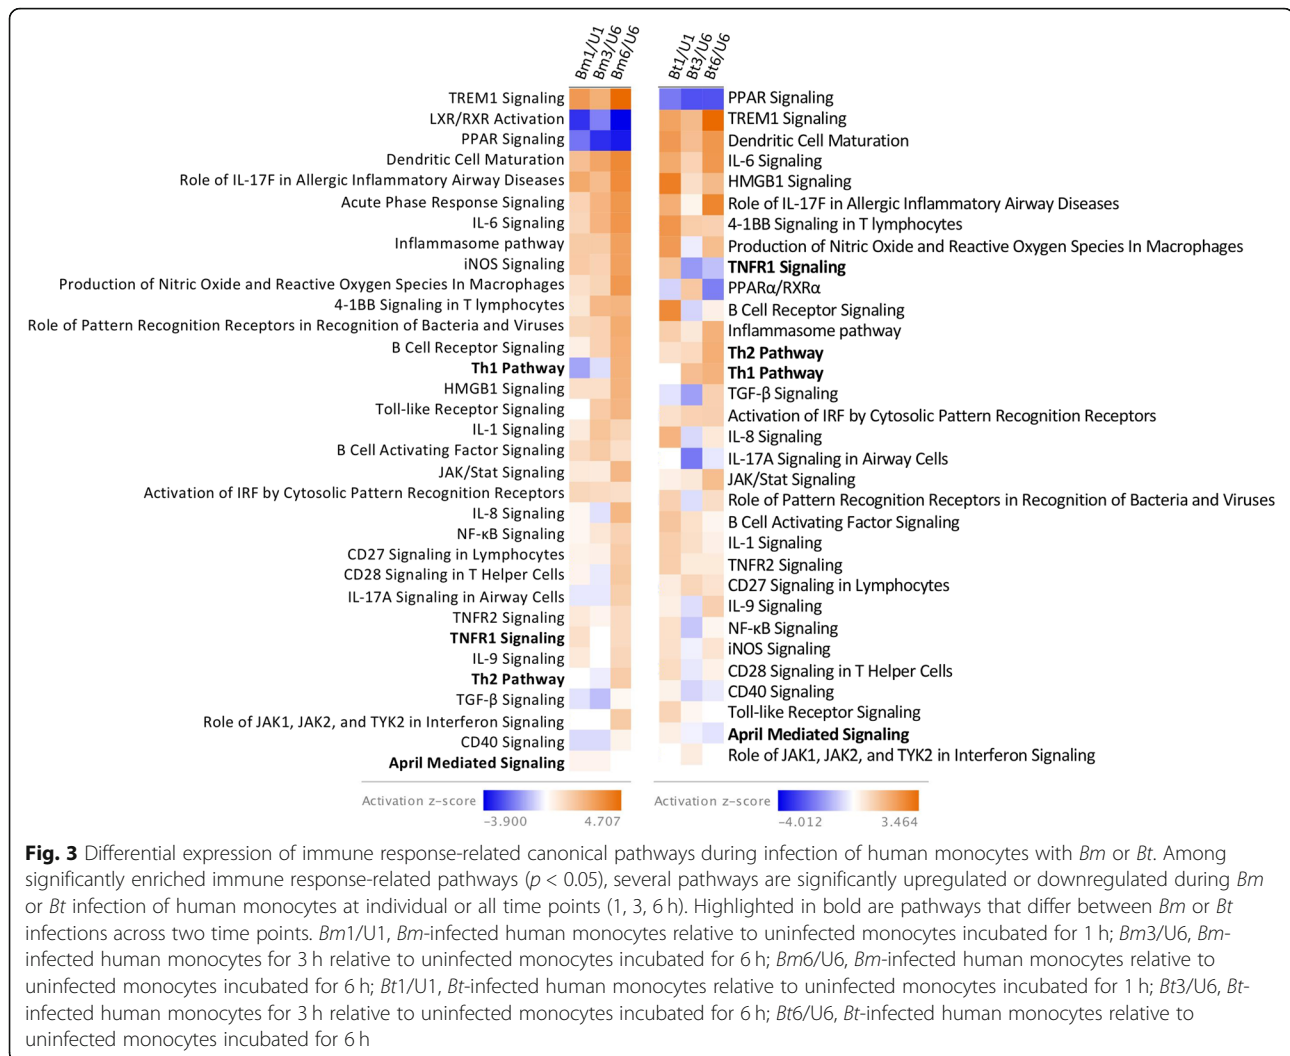 Bm1/U1
Bm3/U6
Bm6/U6
TREM1 Signaling
LXR/RXR Activation
PPAR Signaling
Dendritic Cell Maturation
Role of IL-17F in Allergic Inflammatory Airway Diseases
Acute Phase Response Signaling
IL-6 Signaling
Inflammasome pathway
iNOS Signaling
Production of Nitric Oxide and Reactive Oxygen Species In Macrophages
4-1BB Signaling in T lymphocytes
Role of Pattern Recognition Receptors in Recognition of Bacteria and Viruses
B Cell Receptor Signaling
Th1 Pathway
HMGB1 Signaling
Toll-like Receptor Signaling
IL-1 Signaling
B Cell Activating Factor Signaling
JAK/Stat Signaling
Activation of IRF by Cytosolic Pattern Recognition Receptors
IL-8 Signaling
NF-κB Signaling
CD27 Signaling in Lymphocytes
CD28 Signaling in T Helper Cells
IL-17A Signaling in Airway Cells
TNFR2 Signaling
TNFR1 Signaling
IL-9 Signaling
Th2 Pathway
TGF-β Signaling
Role of JAK1, JAK2, and TYK2 in Interferon Signaling
CD40 Signaling
April Mediated Signaling
Activation z-score
−3.900 4.707
Bt1/U1
Bt3/U6
Bt6/U6
PPAR Signaling
TREM1 Signaling
Dendritic Cell Maturation
IL-6 Signaling
HMGB1 Signaling
Role of IL-17F in Allergic Inflammatory Airway Diseases
4-1BB Signaling in T lymphocytes
Production of Nitric Oxide and Reactive Oxygen Species In Macrophages
TNFR1 Signaling
PPARα/RXRα
B Cell Receptor Signaling
Inflammasome pathway
Th2 Pathway
Th1 Pathway
TGF-β Signaling
Activation of IRF by Cytosolic Pattern Recognition Receptors
IL-8 Signaling
IL-17A Signaling in Airway Cells
JAK/Stat Signaling
Role of Pattern Recognition Receptors in Recognition of Bacteria and Viruses
B Cell Activating Factor Signaling
IL-1 Signaling
TNFR2 Signaling
CD27 Signaling in Lymphocytes
IL-9 Signaling
NF-κB Signaling
iNOS Signaling
CD28 Signaling in T Helper Cells
CD40 Signaling
Toll-like Receptor Signaling
April Mediated Signaling
Role of JAK1, JAK2, and TYK2 in Interferon Signaling
Activation z-score
−4.012 3.464
Fig. 3 Differential expression of immune response-related canonical pathways during infection of human monocytes with Bm or Bt. Among
significantly enriched immune response-related pathways (p < 0.05), several pathways are significantly upregulated or downregulated during Bm
or Bt infection of human monocytes at individual or all time points (1, 3, 6 h). Highlighted in bold are pathways that differ between Bm or Bt
infections across two time points. Bm1/U1, Bm-infected human monocytes relative to uninfected monocytes incubated for 1 h; Bm3/U6, Bm-
infected human monocytes for 3 h relative to uninfected monocytes incubated for 6 h; Bm6/U6, Bm-infected human monocytes relative to
uninfected monocytes incubated for 6 h; Bt1/U1, Bt-infected human monocytes relative to uninfected monocytes incubated for 1 h; Bt3/U6, Bt-
infected human monocytes for 3 h relative to uninfected monocytes incubated for 6 h; Bt6/U6, Bt-infected human monocytes relative to
uninfected monocytes incubated for 6 h